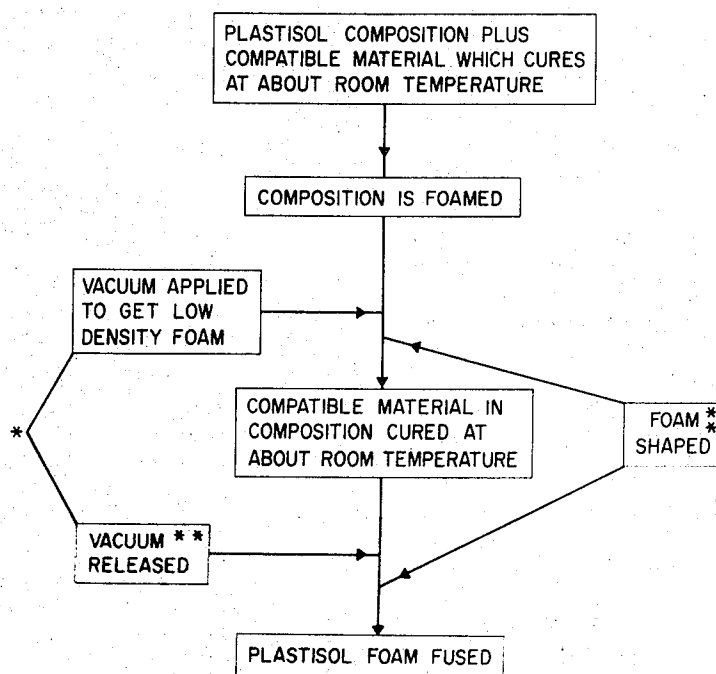 PLASTISOL COMPOSITION PLUS
COMPATIBLE MATERIAL WHICH CURES
AT ABOUT ROOM TEMPERATURE
COMPOSITION IS FOAMED
VACUUM APPLIED
TO GET LOW
DENSITY FOAM
*
COMPATIBLE MATERIAL IN
COMPOSITION CURED AT
ABOUT ROOM TEMPERATURE
FOAM **
SHAPED
VACUUM **
RELEASED
PLASTISOL FOAM FUSED